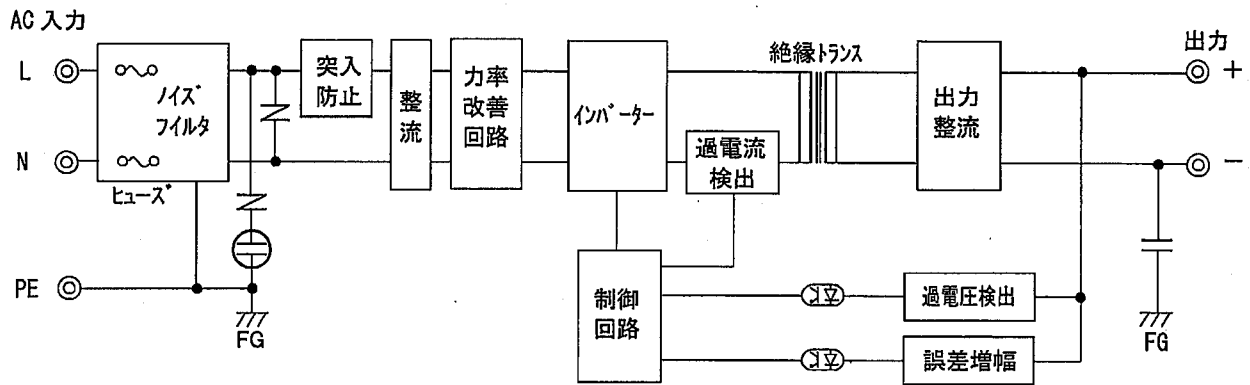 AC 入力
L
N
PE
ノイズ
フイルタ
ヒューズ
FG
突入
防止
整
流
力率
改善
回路
インバーター
過電流
検出
絶縁トランス
出力
整流
制御
回路
過電圧検出
誤差増幅
出力
+
-
FG